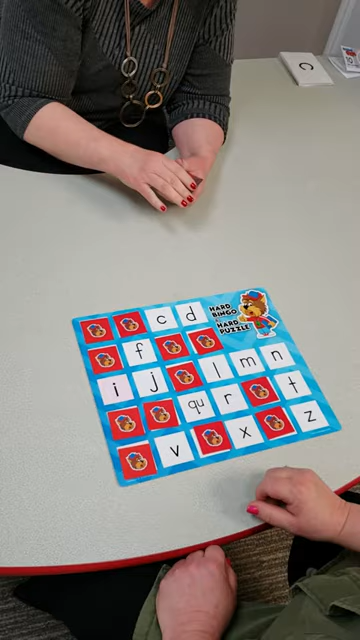 C
HARD
BINGO
HARD
PUZZLE
c d
f
i j l m n
qu r t
v x z